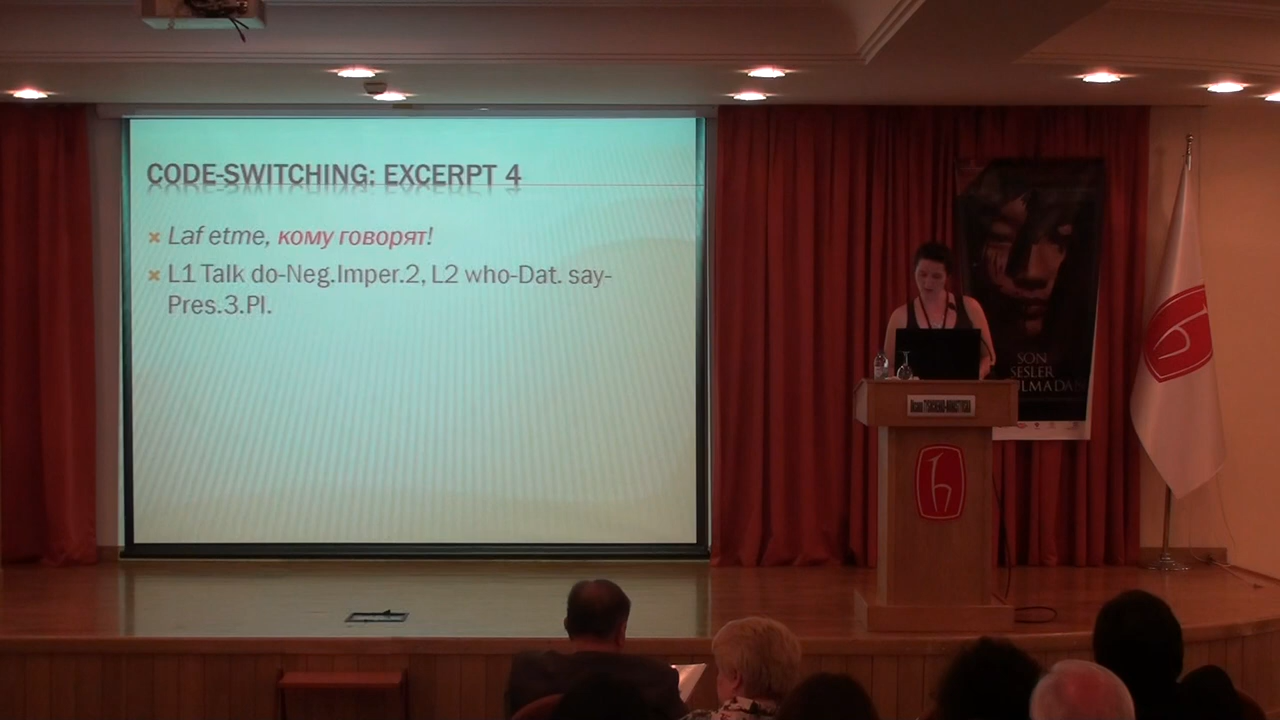 CODE-SWITCHING: EXCERPT 4
Laf etme, кому говорят!
L1 Talk do-Neg.Imper.2, L2 who-Dat. say-
Pres.3.Pl.
SON
SESLER